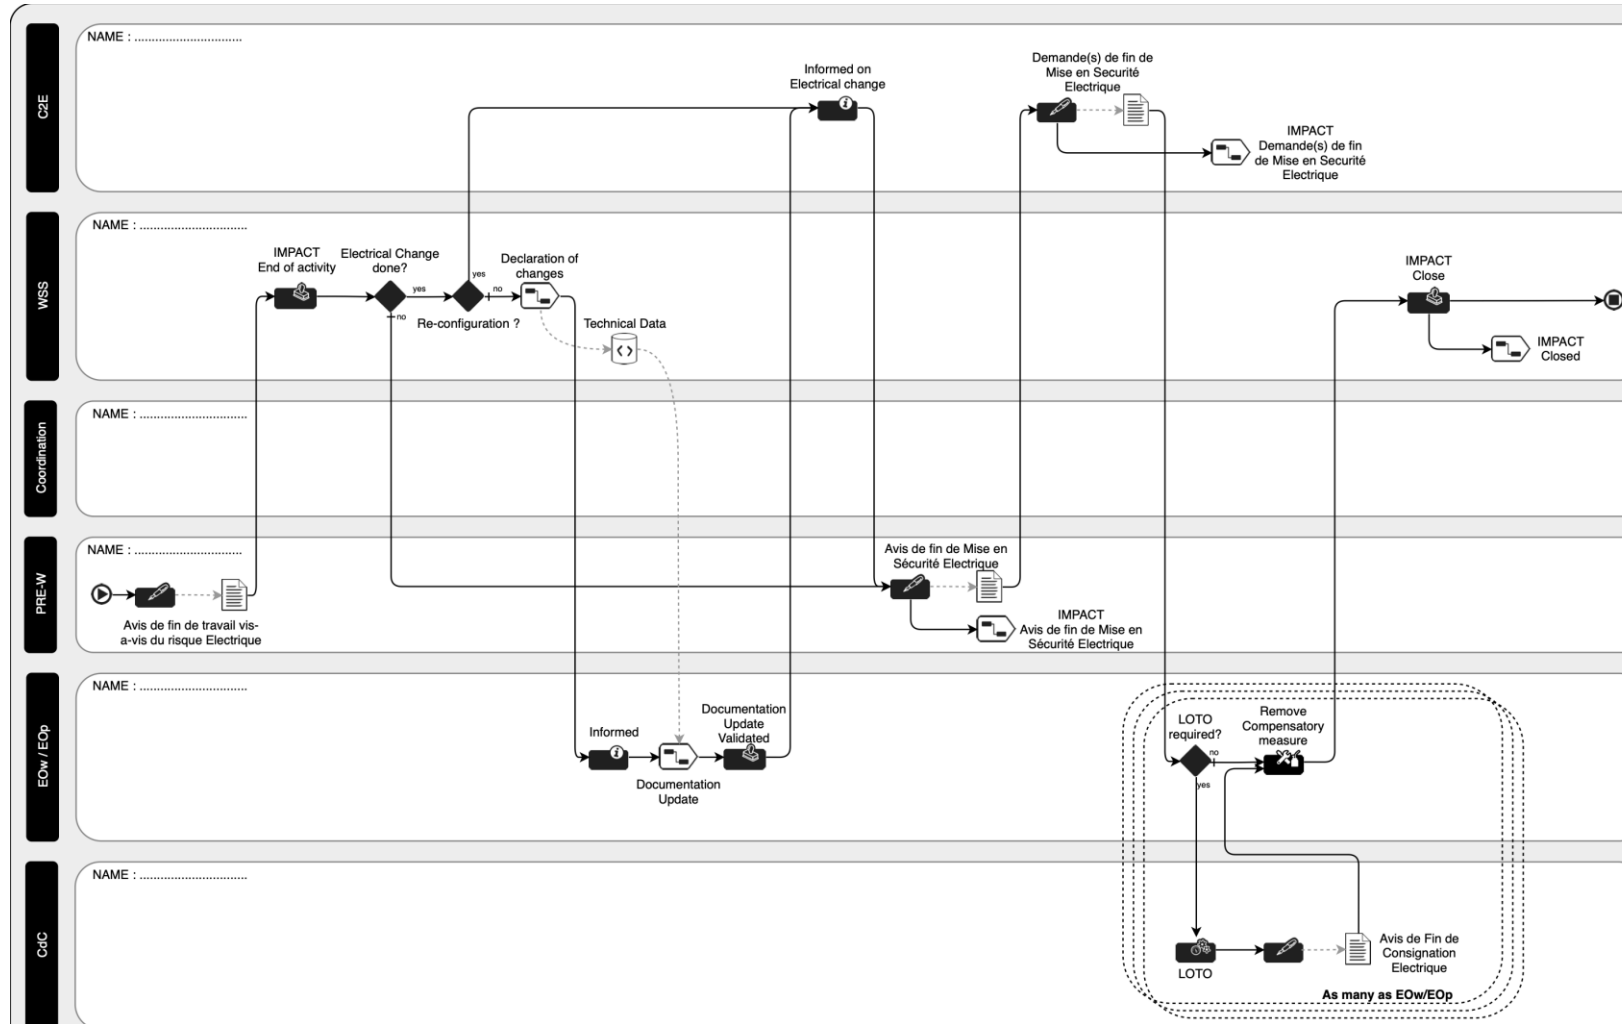 C2E
NAME : ................................
Informed on
Electrical change
Demande(s) de fin de
Mise en Securité
Electrique
IMPACT
Demande(s) de fin
de Mise en Securité
Electrique
WSS
NAME : ................................
IMPACT
End of activity
Electrical Change
done?
yes
no
yes
no
Re-configuration ?
Declaration of
changes
Technical Data
IMPACT
Close
IMPACT
Closed
Coordination
NAME : ................................
PRE-W
NAME : ................................
Avis de fin de travail vis-
a-vis du risque Electrique
Avis de fin de Mise en
Sécurité Electrique
IMPACT
Avis de fin de Mise en
Sécurité Electrique
EOw / EOp
NAME : ................................
Informed
Documentation
Update
Documentation
Update
Validated
LOTO
required?
no
yes
Remove
Compensatory
measure
CdC
NAME : ................................
LOTO
Avis de Fin de
Consignation
Electrique
As many as EOw/EOp